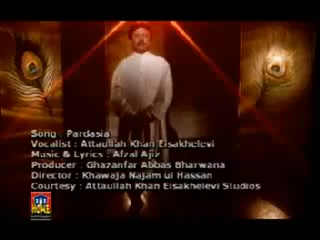 Song : Pardasia
Vocalist : Attaullah Khan Eisakhelevi
Music & Lyrics : Afzal Ajiz
Producer : Ghazanfar Abbas Bharwana
Director : Khawaja Najam ul Hassan
Courtesy : Attaullah Khan Eisakhelevi Studios
HOME